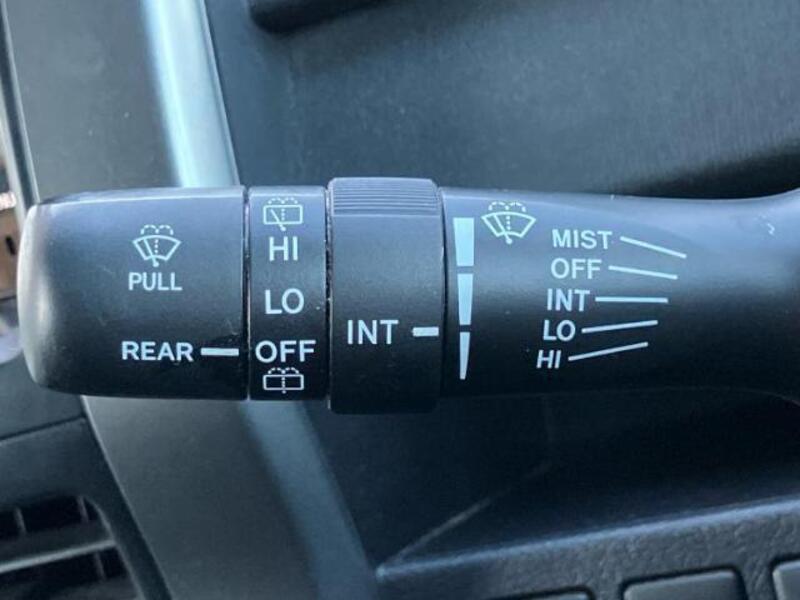 PULL
REAR
HI
LO
OFF
INT
MIST
OFF
INT
LO
HI